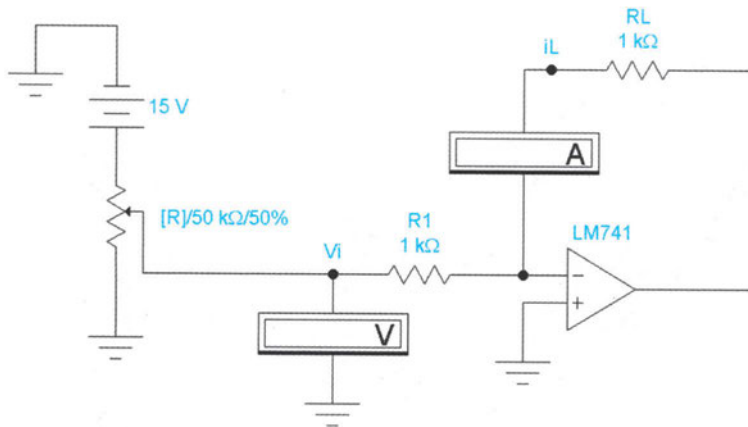 RL
1 kΩ
iL
15 V
A
[R]/50 kΩ/50%
R1
1 kΩ
LM741
Vi
V